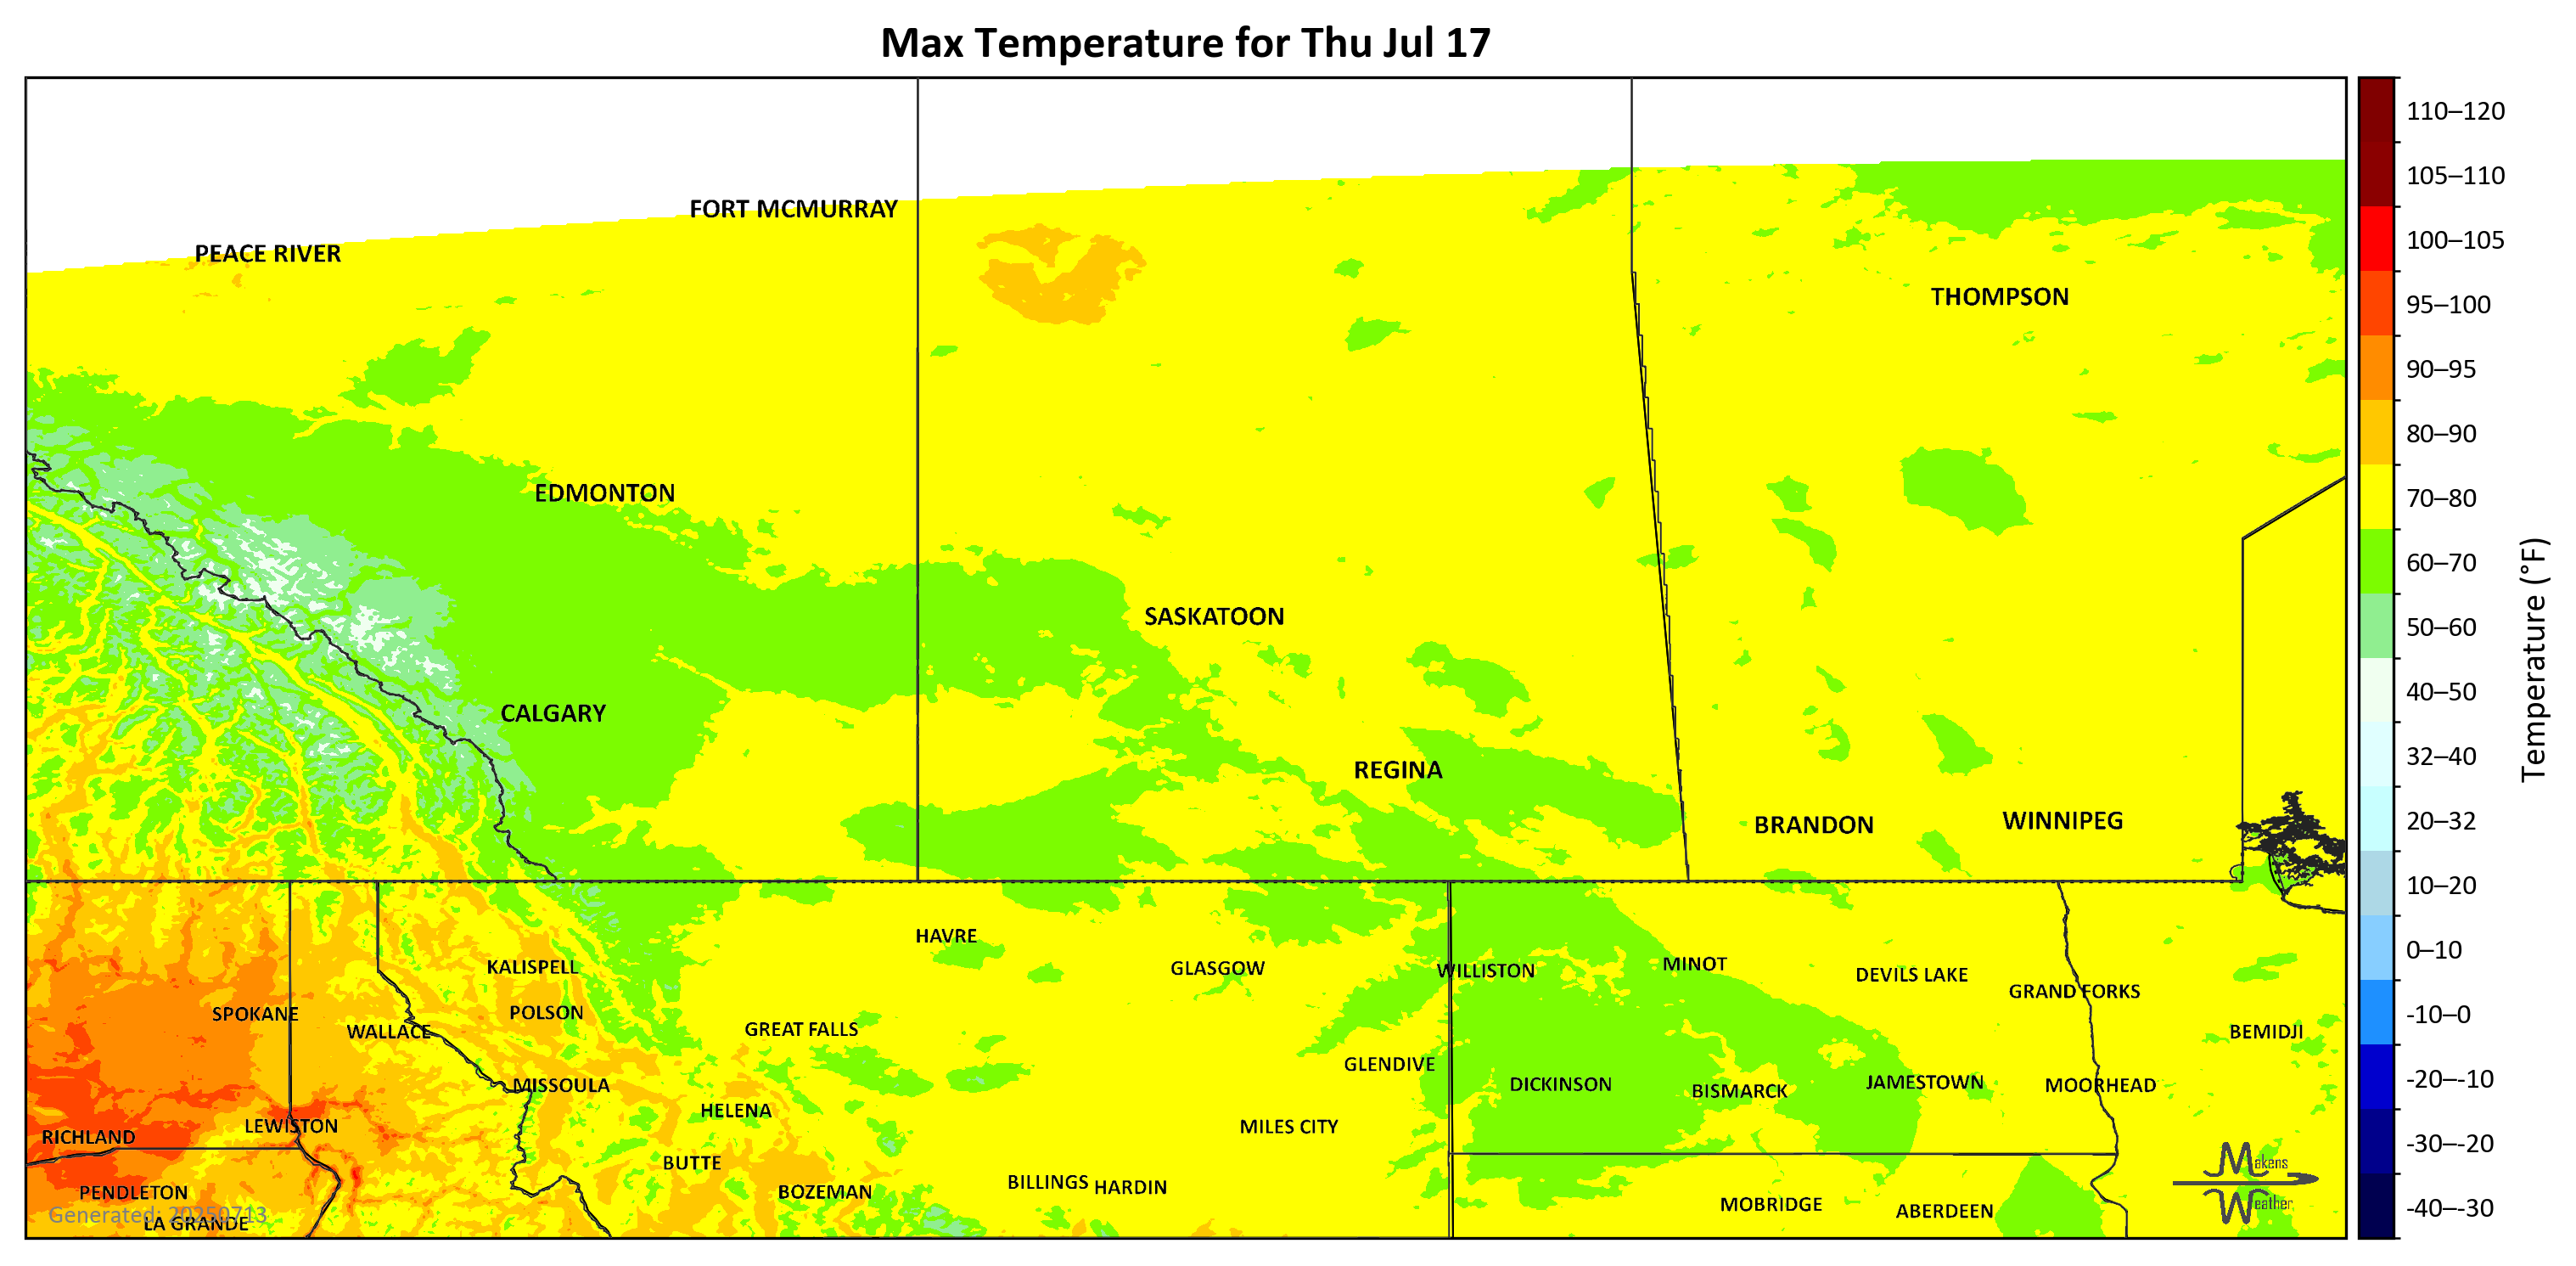 Max Temperature for Thu Jul 17
110–120
105–110
100–105
95–100
90–95
80–90
70–80
60–70
50–60
40–50
32–40
20–32
10–20
0–10
-10–0
-20–-10
-30–-20
-40–-30
Temperature (°F)
FORT MCMURRAY
PEACE RIVER
THOMPSON
EDMONTON
SASKATOON
CALGARY
REGINA
BRANDON
WINNIPEG
HAVRE
KALISPELL
GLASGOW
WILLISTON
MINOT
DEVILS LAKE
GRAND FORKS
SPOKANE
POLSON
WALLACE
GREAT FALLS
BEMIDJI
GLENDIVE
MISSOULA
DICKINSON
BISMARCK
JAMESTOWN
MOORHEAD
HELENA
LEWISTON
MILES CITY
RICHLAND
BUTTE
BILLINGS
HARDIN
PENDLETON
BOZEMAN
MOBRIDGE
ABERDEEN
LA GRANDE
Generated: 20250713
Makens
Weather